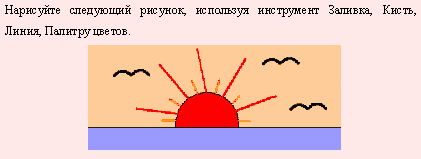 Нарисуйте следующий рисунок, используя инструмент Заливка, Кисть,
Линия, Палитру цветов.